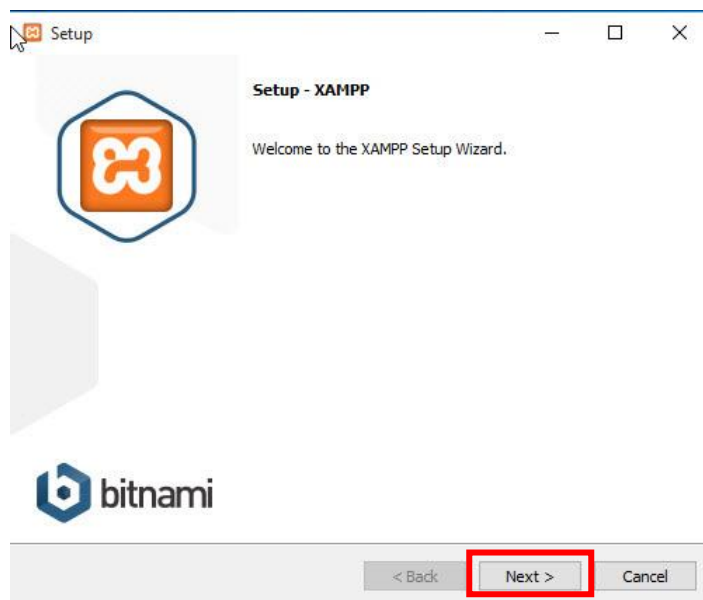 Setup
Setup - XAMPP
Welcome to the XAMPP Setup Wizard.
bitnami
< Back Next > Cancel